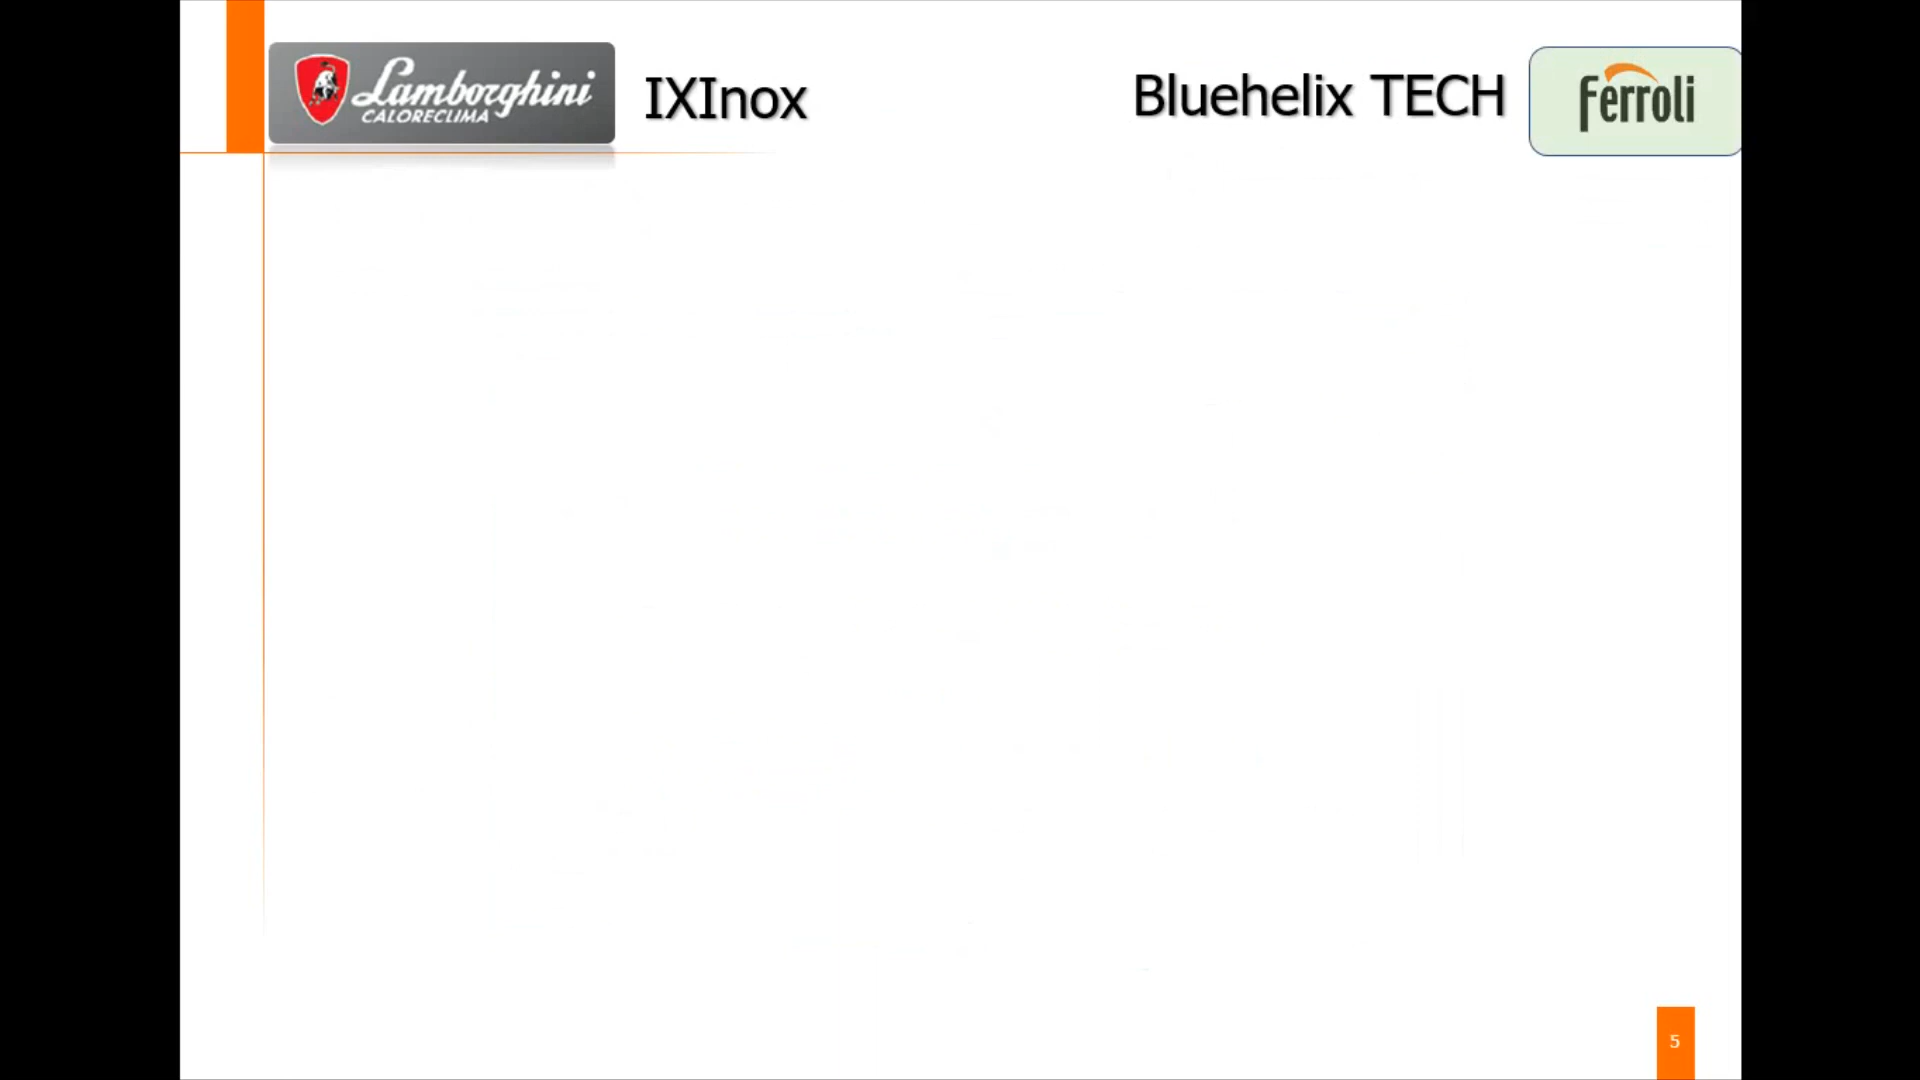 Lamborghini
CALORECLIMA
IXInox
Bluehelix TECH
ferroli
5